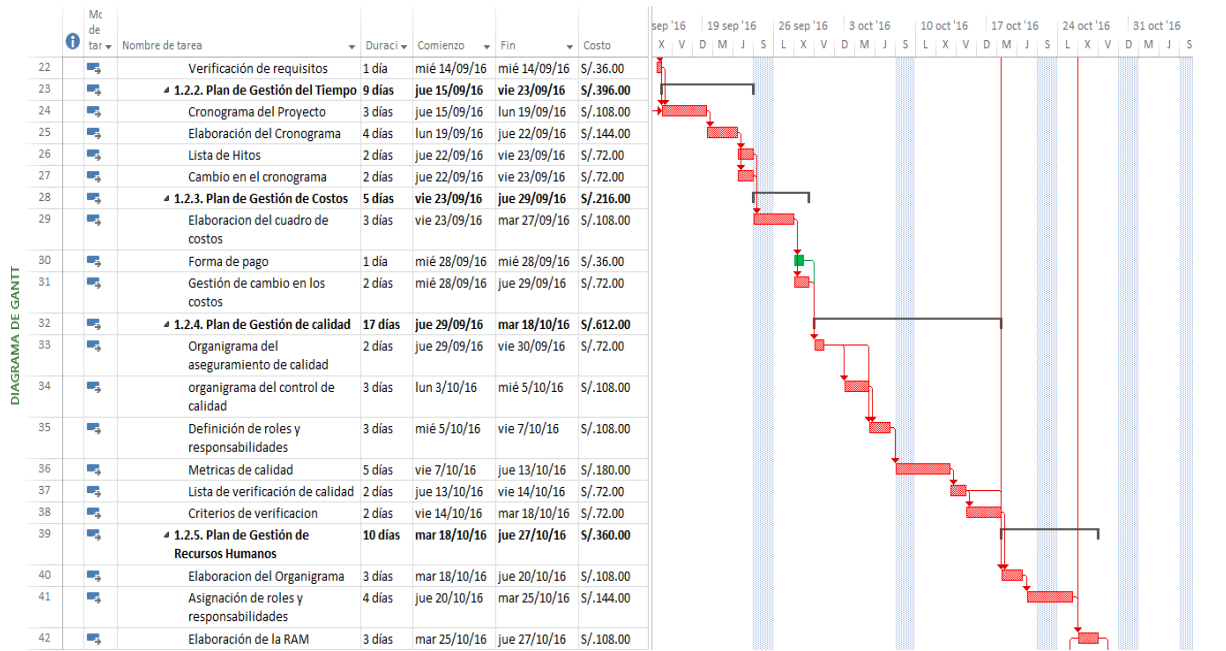 DIAGRAMA DE GANTT
Mc
de
tar Nombre de tarea Duraci Comienzo Fin Costo
sep '16 19 sep '16 26 sep '16 3 oct '16 10 oct '16 17 oct '16 24 oct '16 31 oct '16
X V D M J S L X V D M J S L X V D M J S L X V D M J S
22 Verificación de requisitos 1 día mié 14/09/16 mié 14/09/16 S/.36.00
23 1.2.2. Plan de Gestión del Tiempo 9 días jue 15/09/16 vie 23/09/16 S/.396.00
24 Cronograma del Proyecto 3 días jue 15/09/16 lun 19/09/16 S/.108.00
25 Elaboración del Cronograma 4 días lun 19/09/16 jue 22/09/16 S/.144.00
26 Lista de Hitos 2 días jue 22/09/16 vie 23/09/16 S/.72.00
27 Cambio en el cronograma 2 días jue 22/09/16 vie 23/09/16 S/.72.00
28 1.2.3. Plan de Gestión de Costos 5 días vie 23/09/16 jue 29/09/16 S/.216.00
29 Elaboracion del cuadro de 3 días vie 23/09/16 mar 27/09/16 S/.108.00
costos
30 Forma de pago 1 día mié 28/09/16 mié 28/09/16 S/.36.00
31 Gestión de cambio en los 2 días mié 28/09/16 jue 29/09/16 S/.72.00
costos
32 1.2.4. Plan de Gestión de calidad 17 días jue 29/09/16 mar 18/10/16 S/.612.00
33 Organigrama del 2 días jue 29/09/16 vie 30/09/16 S/.72.00
aseguramiento de calidad
34 organigrama del control de 3 días lun 3/10/16 mié 5/10/16 S/.108.00
calidad
35 Definición de roles y 3 días mié 5/10/16 vie 7/10/16 S/.108.00
responsabilidades
36 Metricas de calidad 5 días vie 7/10/16 jue 13/10/16 S/.180.00
37 Lista de verificación de calidad 2 días jue 13/10/16 vie 14/10/16 S/.72.00
38 Criterios de verificacion 2 días vie 14/10/16 mar 18/10/16 S/.72.00
39 1.2.5. Plan de Gestión de 10 días mar 18/10/16 jue 27/10/16 S/.360.00
Recursos Humanos
40 Elaboracion del Organigrama 3 días mar 18/10/16 jue 20/10/16 S/.108.00
41 Asignación de roles y 4 días jue 20/10/16 mar 25/10/16 S/.144.00
responsabilidades
42 Elaboración de la RAM 3 días mar 25/10/16 jue 27/10/16 S/.108.00